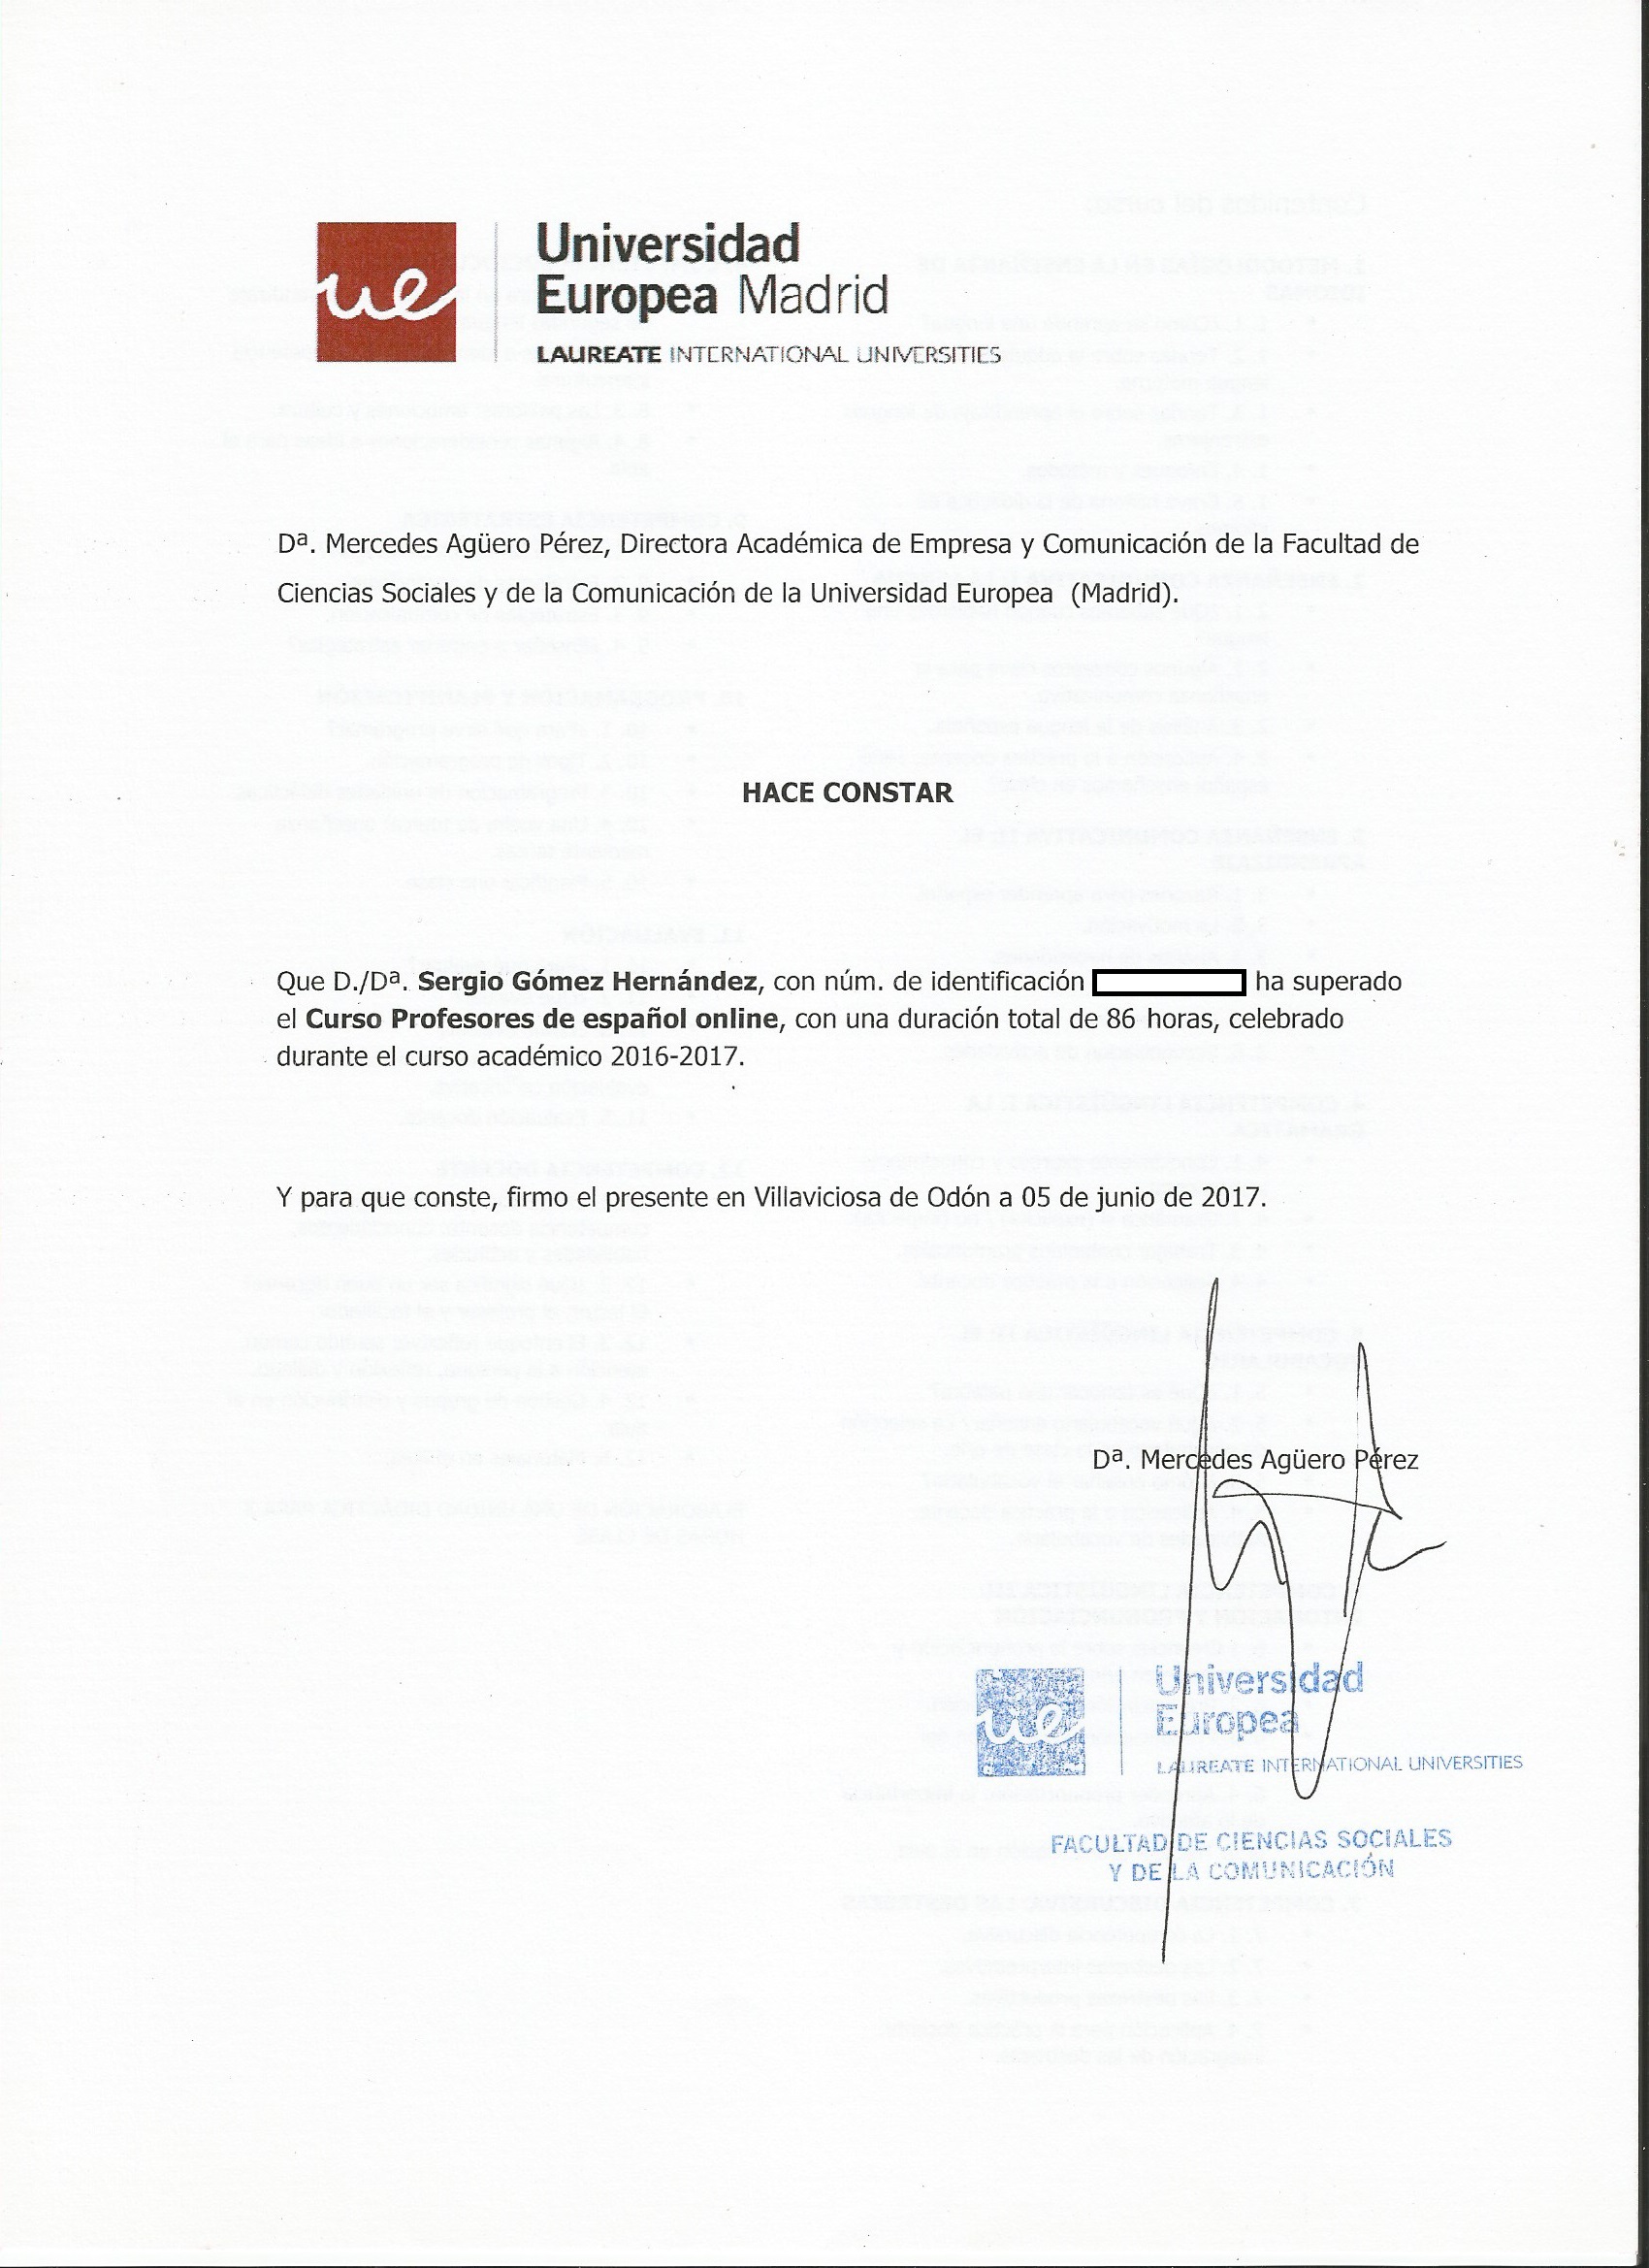 ue
Universidad
Europea Madrid
LAUREATE INTERNATIONAL UNIVERSITIES
Dª. Mercedes Agüero Pérez, Directora Académica de Empresa y Comunicación de la Facultad de
Ciencias Sociales y de la Comunicación de la Universidad Europea (Madrid).
HACE CONSTAR
Que D./Dª. Sergio Gómez Hernández, con núm. de identificación ha superado
el Curso Profesores de español online, con una duración total de 86 horas, celebrado
durante el curso académico 2016-2017.
Y para que conste, firmo el presente en Villaviciosa de Odón a 05 de junio de 2017.
Dª. Mercedes Agüero Pérez
ue
Universidad
Europea
LAUREATE INTERNATIONAL UNIVERSITIES
FACULTAD DE CIENCIAS SOCIALES
Y DE LA COMUNICACIÓN